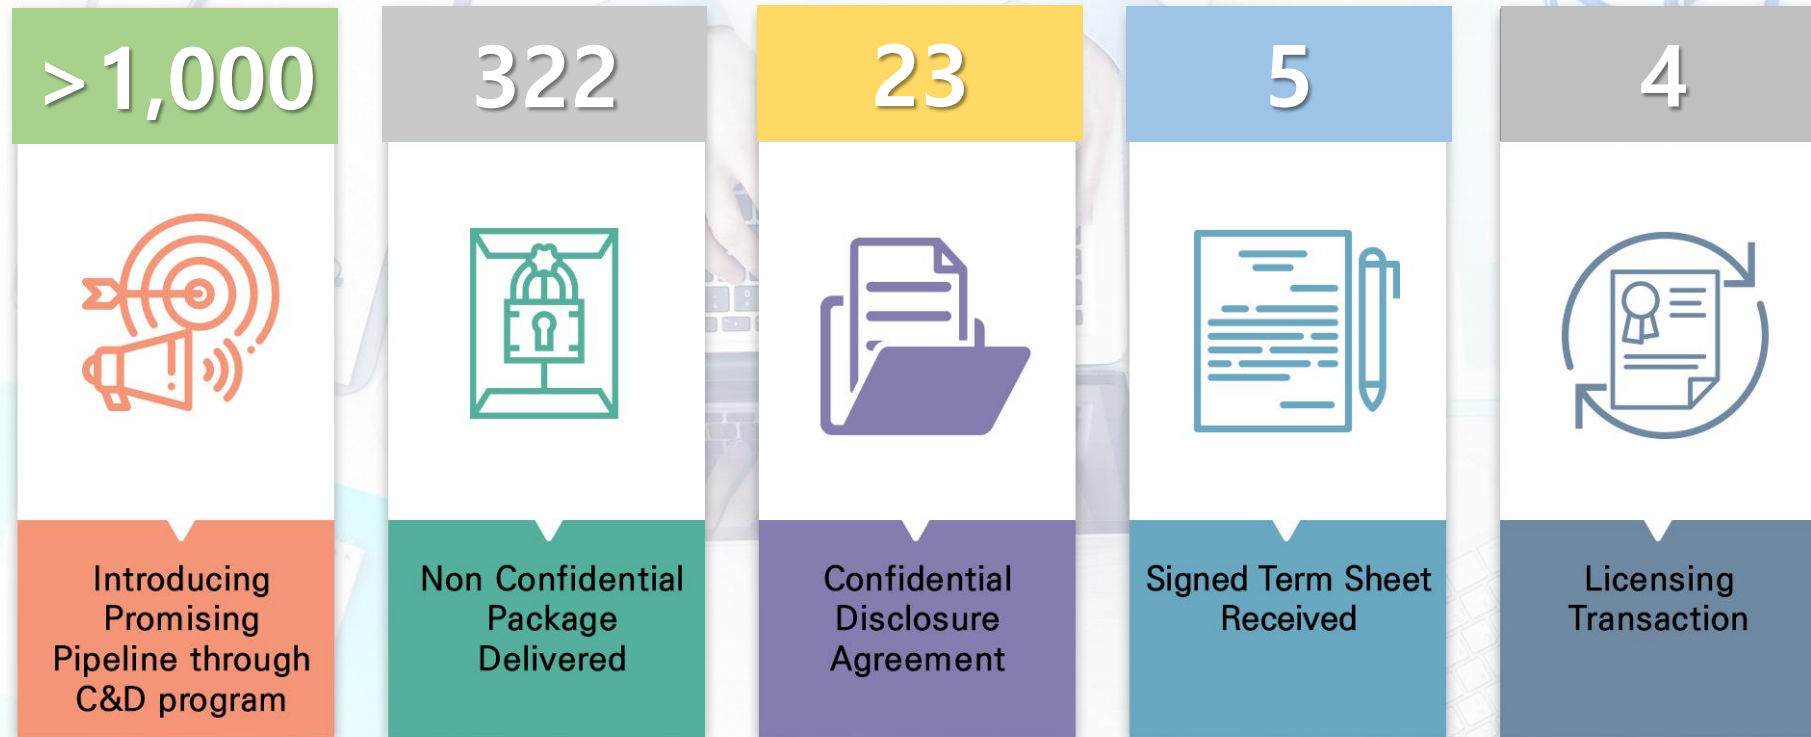 >1,000
322
23
5
4
Introducing
Promising
Pipeline through
C&D program
Non Confidential
Package
Delivered
Confidential
Disclosure
Agreement
Signed Term Sheet
Received
Licensing
Transaction